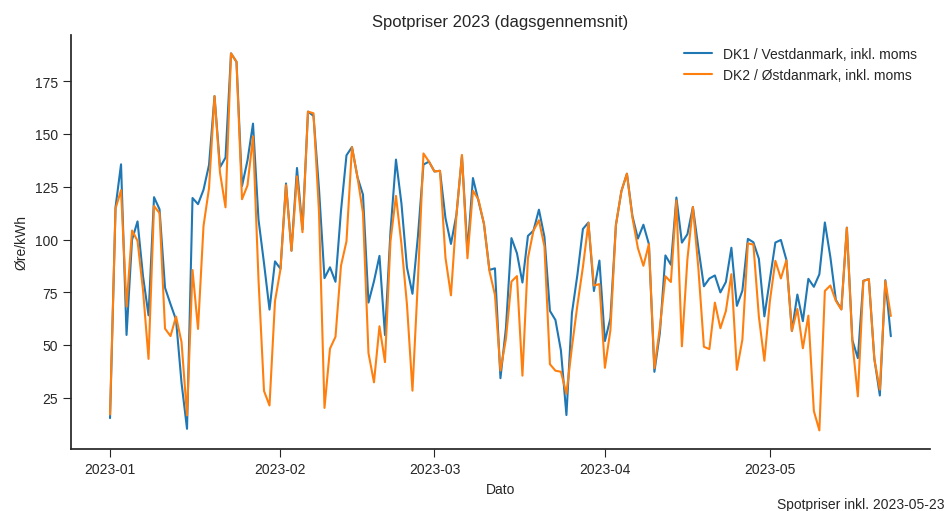 Spotpriser 2023 (dagsgennemsnit)
DK1 / Vestdanmark, inkl. moms
DK2 / Østdanmark, inkl. moms
175
150
125
100
75
50
25
Øre/kWh
2023-01
2023-02
2023-03
2023-04
2023-05
Dato
Spotpriser inkl. 2023-05-23